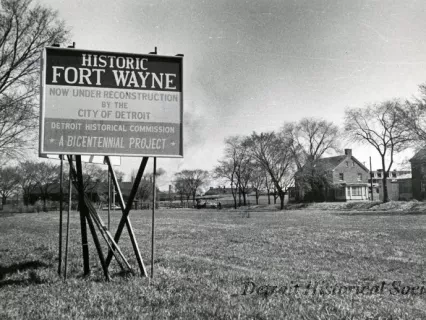 HISTORIC
FORT WAYNE
NOW UNDER RECONSTRUCTION
BY THE
CITY OF DETROIT
DETROIT HISTORICAL COMMISSION
A BICENTENNIAL PROJECT
Detroit Historical Soci